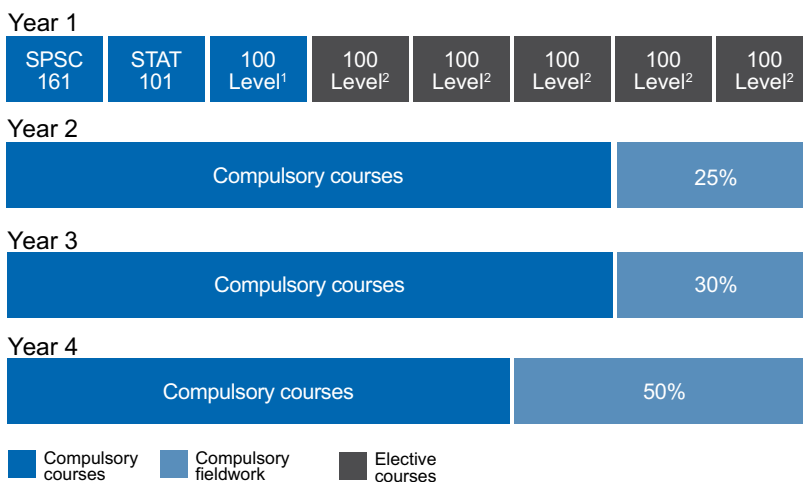 Year 1
SPSC
161
STAT
101
100
Level¹
100
Level²
100
Level²
100
Level²
100
Level²
100
Level²
Year 2
Compulsory courses
25%
Year 3
Compulsory courses
30%
Year 4
Compulsory courses
50%
Compulsory
courses
Compulsory
fieldwork
Elective
courses